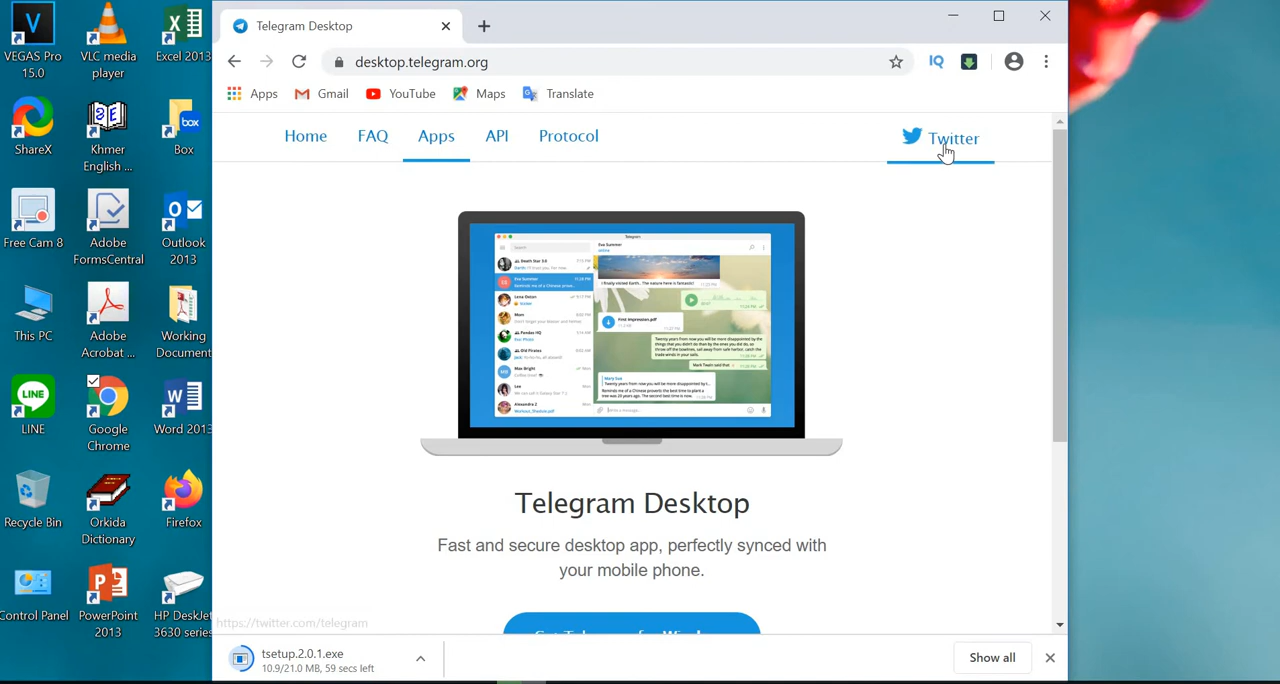 VEGAS Pro
15.0
VLC media
player
Excel 2013
ShareX
Khmer
English ...
Box
Free Cam 8
Adobe
FormsCentral
Outlook
2013
This PC
Adobe
Acrobat ...
Working
Document
LINE
Google
Chrome
Word 2013
Recycle Bin
Orkida
Dictionary
Firefox
Control Panel
PowerPoint
2013
HP DeskJet
3630 series
Telegram Desktop
desktop.telegram.org
IQ
Apps
Gmail
YouTube
Maps
Translate
Home
FAQ
Apps
API
Protocol
Twitter
Telegram Desktop
Fast and secure desktop app, perfectly synced with
your mobile phone.
https://twitter.com/telegram
tsetup.2.0.1.exe
10.9/21.0 MB, 59 secs left
Show all